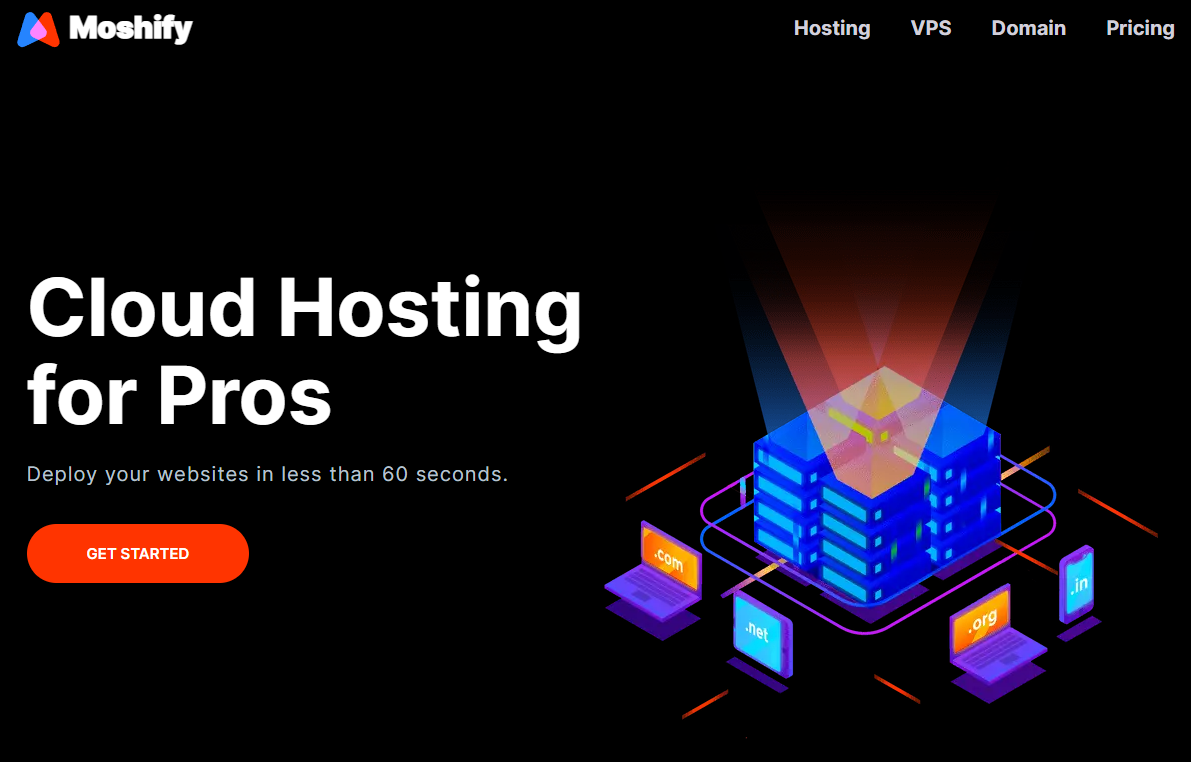 Moshify
Hosting VPS Domain Pricing
Cloud Hosting
for Pros
Deploy your websites in less than 60 seconds.
GET STARTED
.com
.net
.org
.in